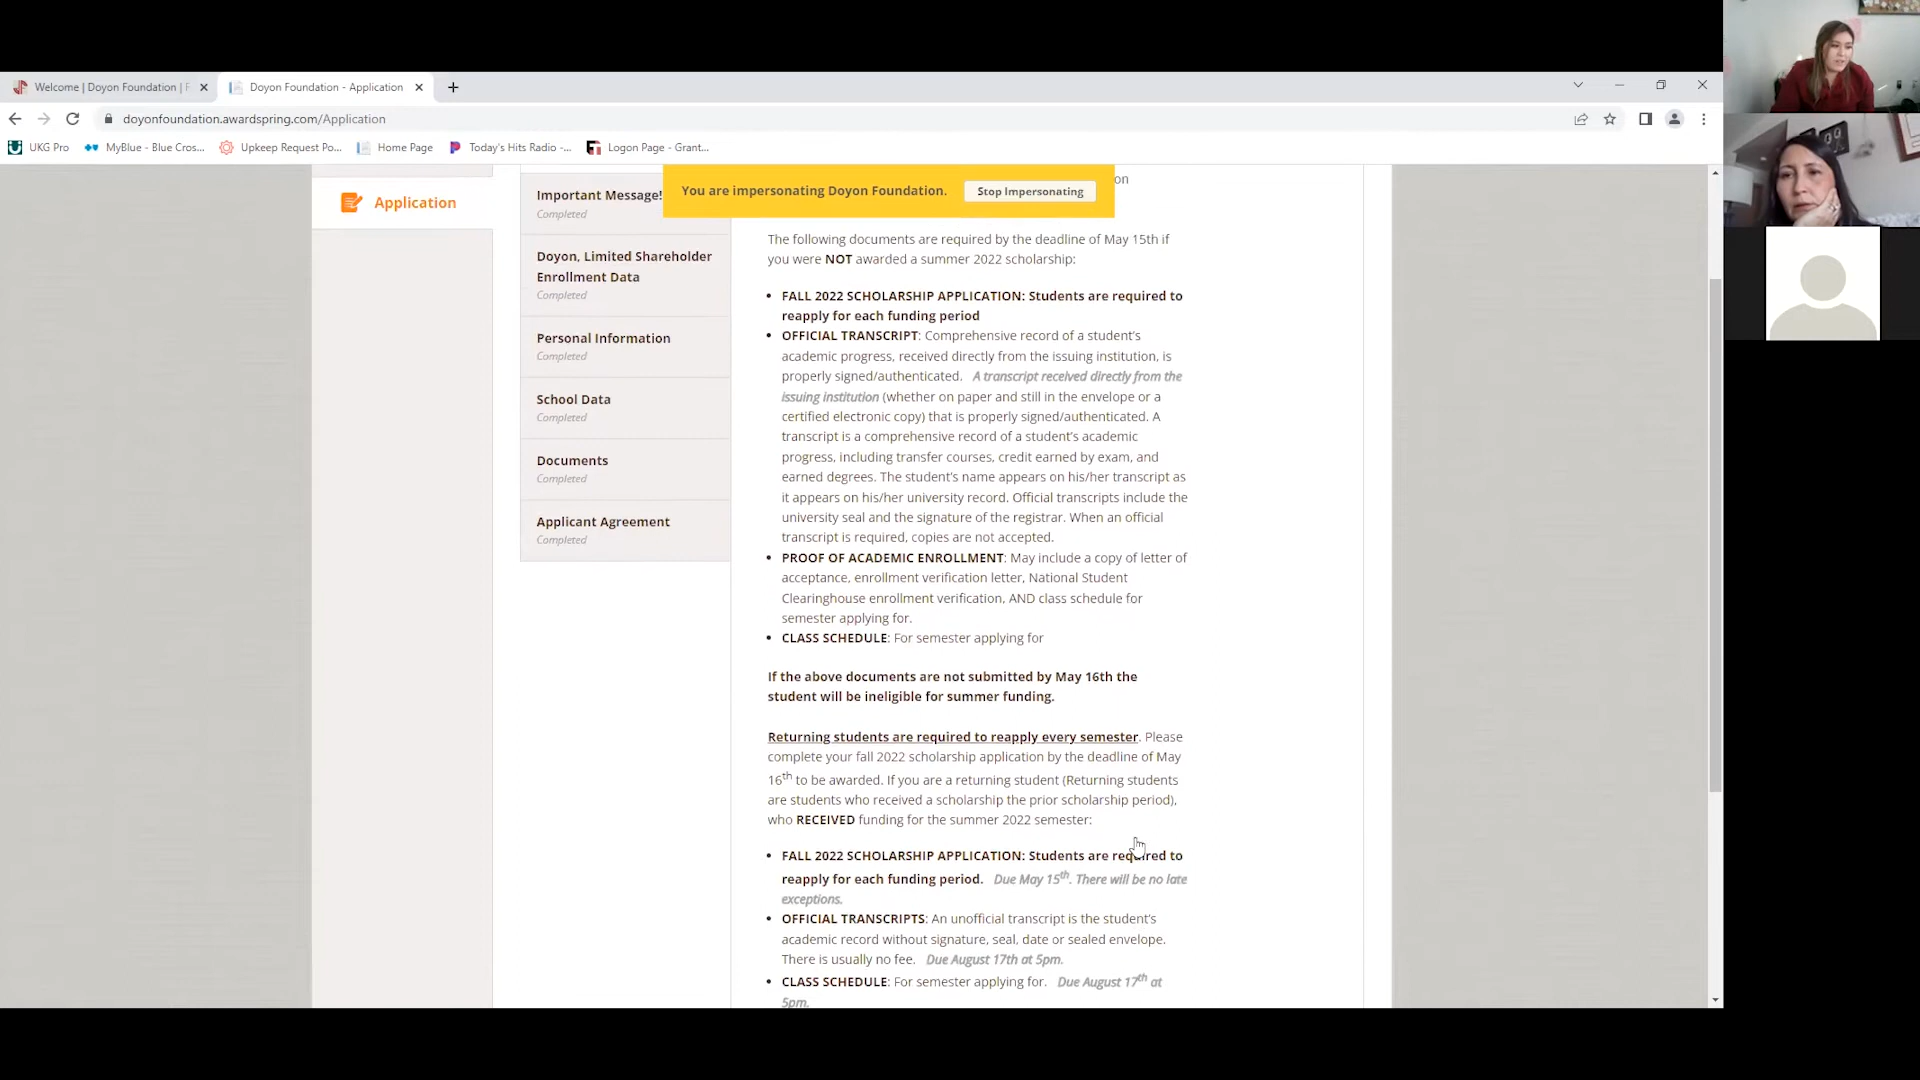 Welcome | Doyon Foundation | F
Doyon Foundation - Application
doyonfoundation.awardspring.com/Application
UKG Pro
MyBlue - Blue Cros...
Upkeep Request Po...
Home Page
Today's Hits Radio -...
Logon Page - Grant...
Application
Important Message!
Completed
Doyon, Limited Shareholder
Enrollment Data
Completed
Personal Information
Completed
School Data
Completed
Documents
Completed
Applicant Agreement
Completed
You are impersonating Doyon Foundation.
Stop Impersonating
on
The following documents are required by the deadline of May 15th if
you were NOT awarded a summer 2022 scholarship:
• FALL 2022 SCHOLARSHIP APPLICATION: Students are required to
reapply for each funding period
• OFFICIAL TRANSCRIPT: Comprehensive record of a student's
academic progress, received directly from the issuing institution, is
properly signed/authenticated. A transcript received directly from the
issuing institution (whether on paper and still in the envelope or a
certified electronic copy) that is properly signed/authenticated. A
transcript is a comprehensive record of a student's academic
progress, including transfer courses, credit earned by exam, and
earned degrees. The student's name appears on his/her transcript as
it appears on his/her university record. Official transcripts include the
university seal and the signature of the registrar. When an official
transcript is required, copies are not accepted.
• PROOF OF ACADEMIC ENROLLMENT: May include a copy of letter of
acceptance, enrollment verification letter, National Student
Clearinghouse enrollment verification, AND class schedule for
semester applying for.
• CLASS SCHEDULE: For semester applying for
If the above documents are not submitted by May 16th the
student will be ineligible for summer funding.
Returning students are required to reapply every semester. Please
complete your fall 2022 scholarship application by the deadline of May
16th to be awarded. If you are a returning student (Returning students
are students who received a scholarship the prior scholarship period),
who RECEIVED funding for the summer 2022 semester:
• FALL 2022 SCHOLARSHIP APPLICATION: Students are required to
reapply for each funding period. Due May 15th. There will be no late
exceptions.
• OFFICIAL TRANSCRIPTS: An unofficial transcript is the student's
academic record without signature, seal, date or sealed envelope.
There is usually no fee. Due August 17th at 5pm.
• CLASS SCHEDULE: For semester applying for. Due August 17th at
5pm.